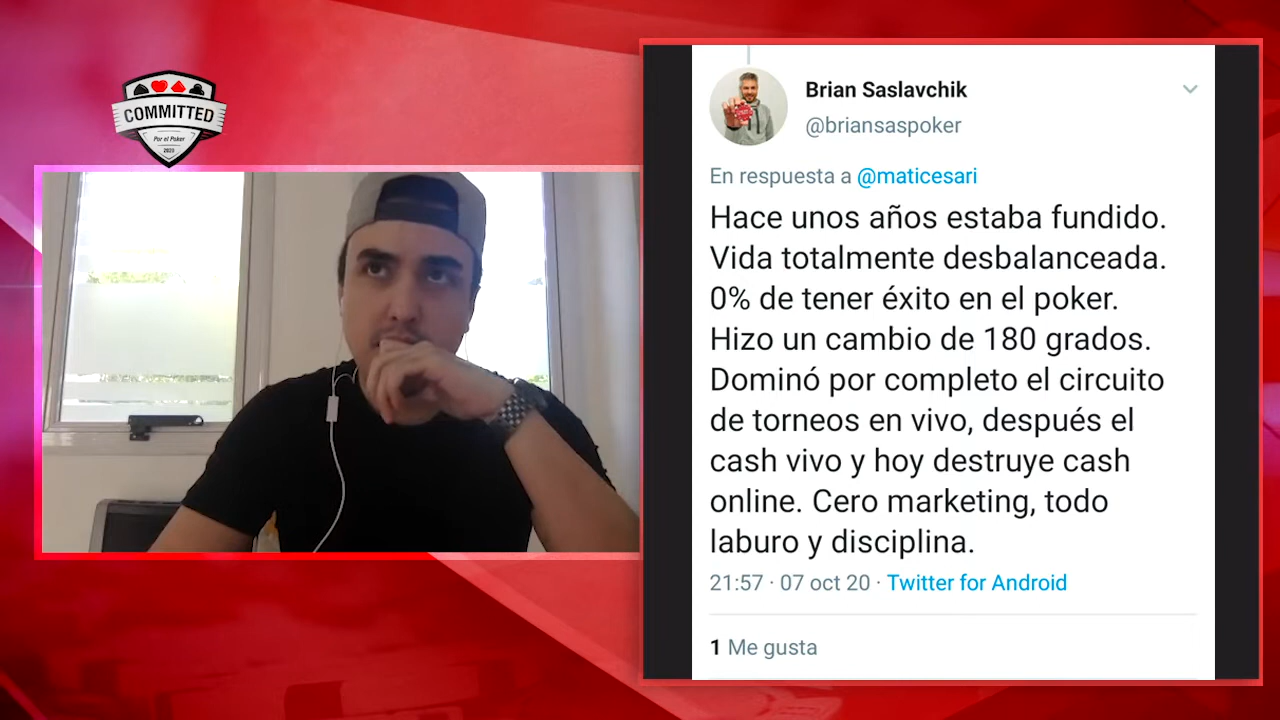 COMMITTED
Por el Poker
2020
Brian Saslavchik
@briansaspoker
En respuesta a @maticesari
Hace unos años estaba fundido.
Vida totalmente desbalanceada.
0% de tener éxito en el poker.
Hizo un cambio de 180 grados.
Dominó por completo el circuito
de torneos en vivo, después el
cash vivo y hoy destruye cash
online. Cero marketing, todo
laburo y disciplina.
21:57 · 07 oct 20 · Twitter for Android
1 Me gusta